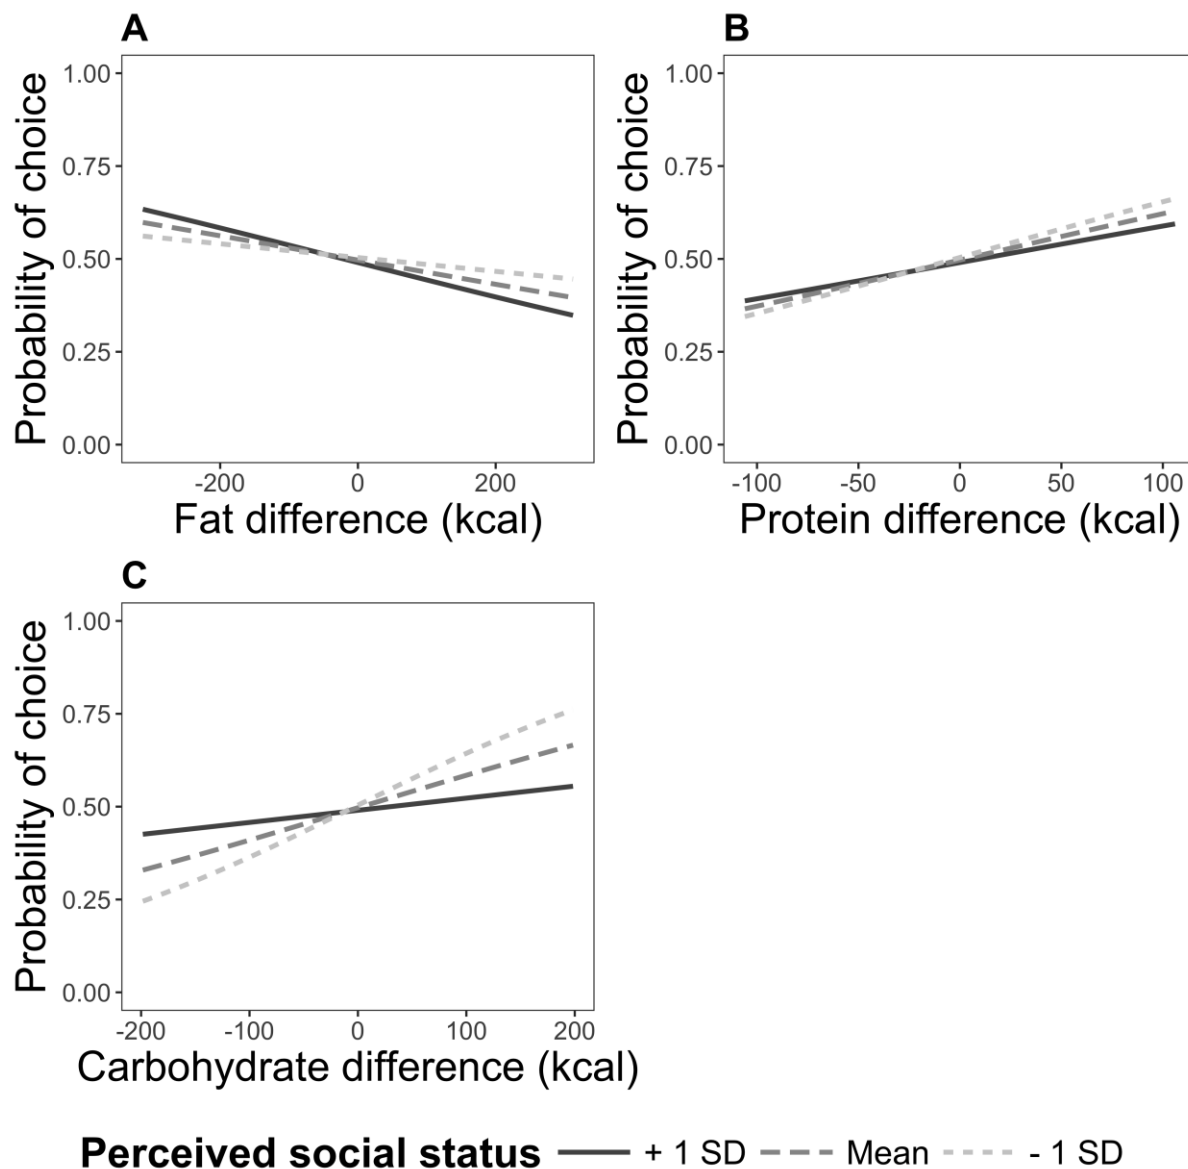 A
Probability of choice
1.00
0.75
0.50
0.25
0.00
-200 0 200
Fat difference (kcal)
B
Probability of choice
1.00
0.75
0.50
0.25
0.00
-100 -50 0 50 100
Protein difference (kcal)
C
Probability of choice
1.00
0.75
0.50
0.25
0.00
-200 -100 0 100 200
Carbohydrate difference (kcal)
Perceived social status + 1 SD Mean - 1 SD